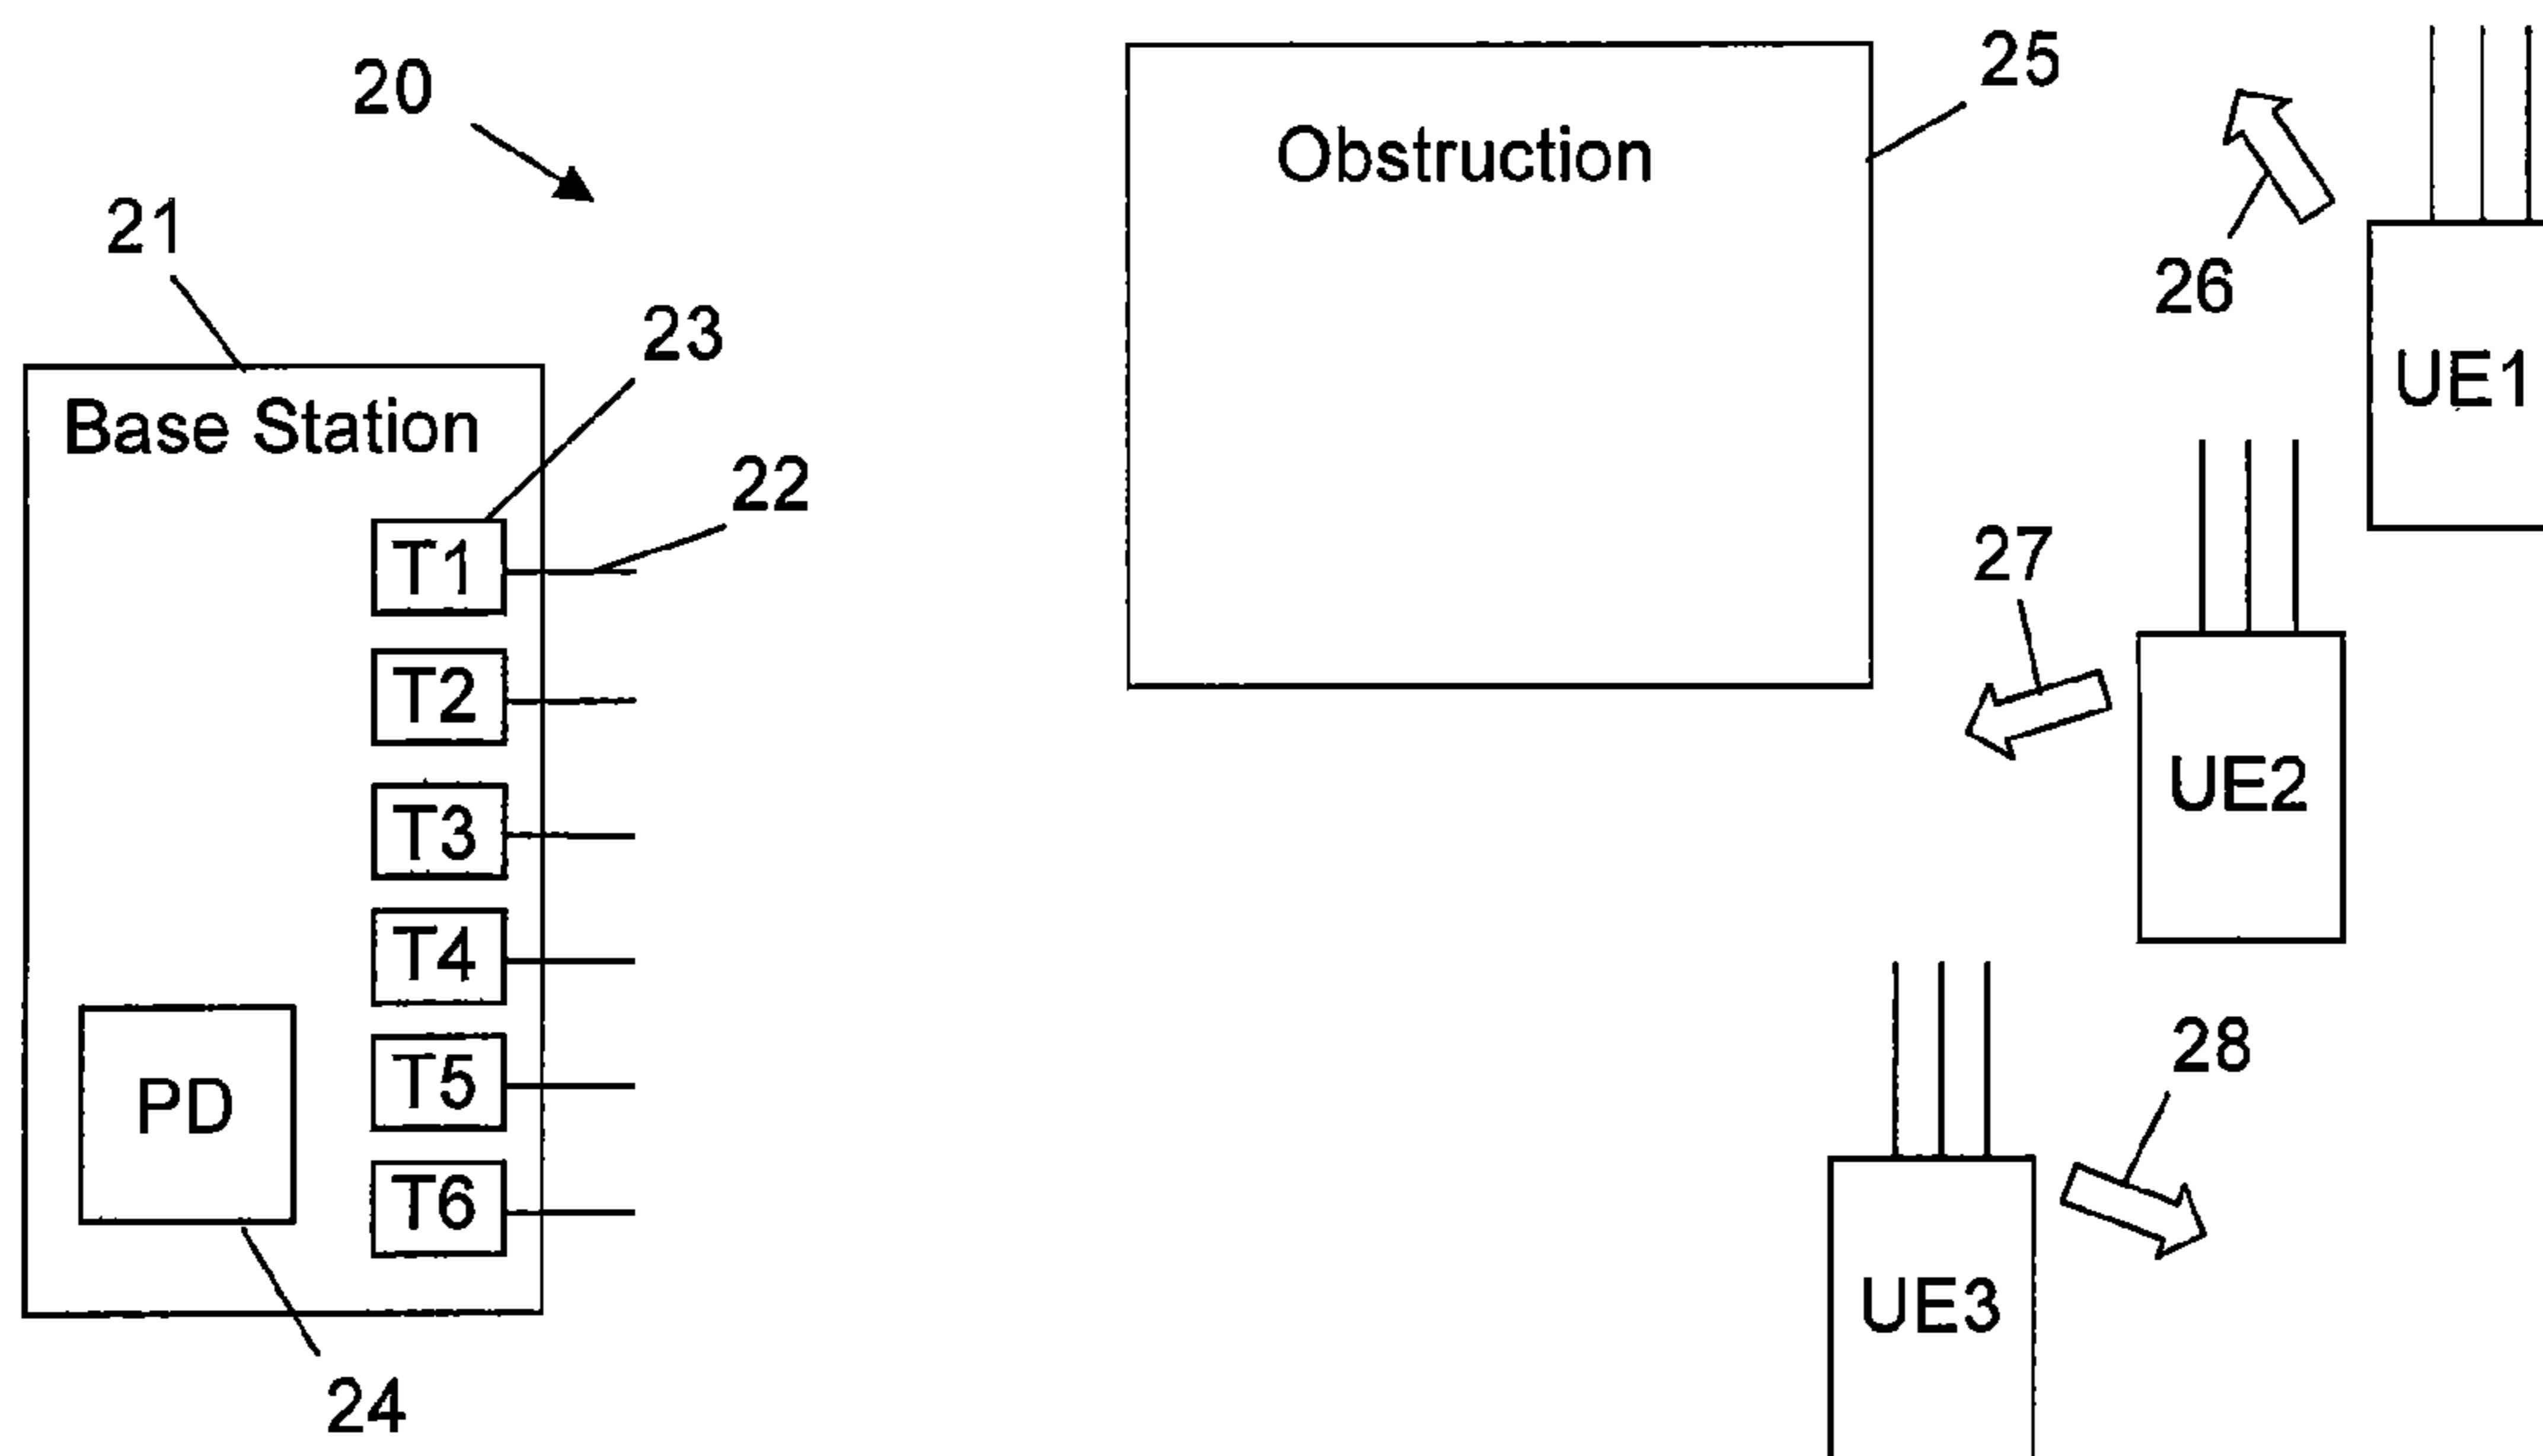 20
25
Obstruction
21
26
23
UE1
Base Station
22
27
T1
T2
UE2
T3
T4
28
T5
PD
T6
UE3
24